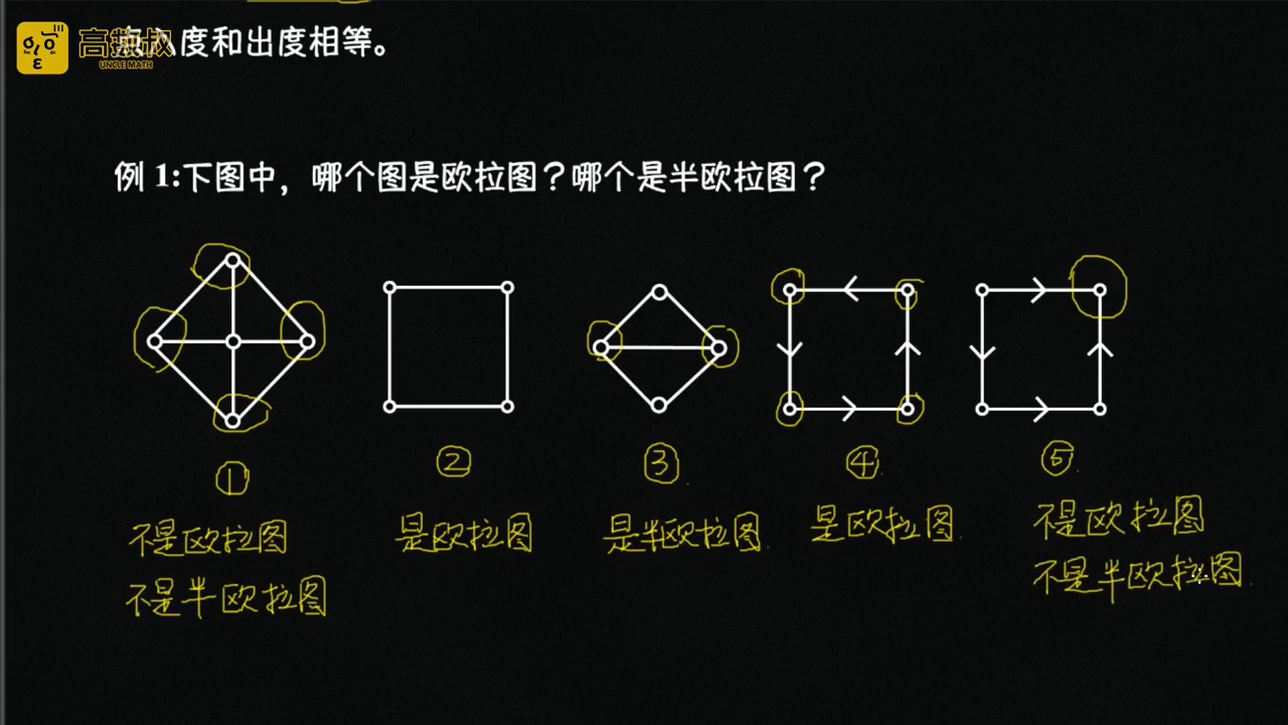 高数叔
UNCLE MATH
点入度和出度相等。
例 1:下图中，哪个图是欧拉图？哪个是半欧拉图？
① ② ③ ④ ⑤
不是欧拉图 是欧拉图 是半欧拉图. 是欧拉图. 不是欧拉图
不是半欧拉图 不是半欧拉图.